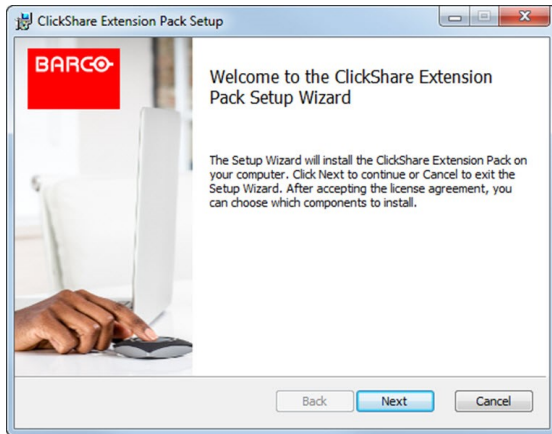 ClickShare Extension Pack Setup
BARCO
Welcome to the ClickShare Extension
Pack Setup Wizard
The Setup Wizard will install the ClickShare Extension Pack on
your computer. Click Next to continue or Cancel to exit the
Setup Wizard. After accepting the license agreement, you
can choose which components to install.
Back
Next
Cancel